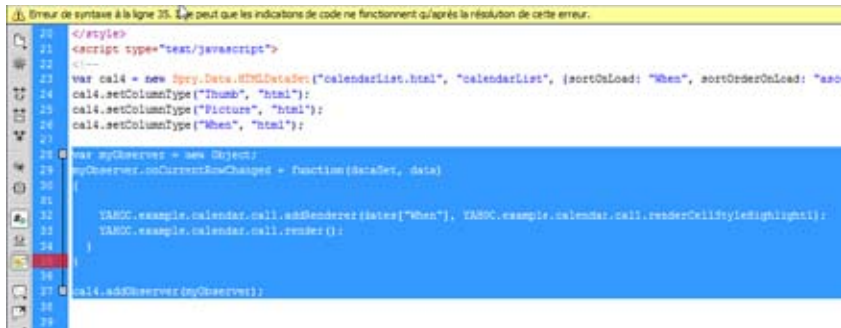 Erreur de syntaxe à la ligne 35. Il se peut que les indications de code ne fonctionnent qu'après la résolution de cette erreur.
20 </style>
21 <script type="text/javascript">
22 <!--
23 var cal4 = new Spry.Data.HTMLDataSet("calendarList.html", "calendarList", {sortOnLoad: "When", sortOrderOnLoad: "asc
24 cal4.setColumnType("Thumb", "html");
25 cal4.setColumnType("Picture", "html");
26 cal4.setColumnType("When", "html");
27
28 var myObserver = new Object;
29 myObserver.onCurrentRowChanged = function(dataSet, data)
30 {
31
32 YAHOO.example.calendar.cal1.addRenderer(dates["When"], YAHOO.example.calendar.cal1.renderCellStyleHighlight1);
33 YAHOO.example.calendar.cal1.render();
34 }
35 }
36
37 cal4.addObserver(myObserver);
38
39